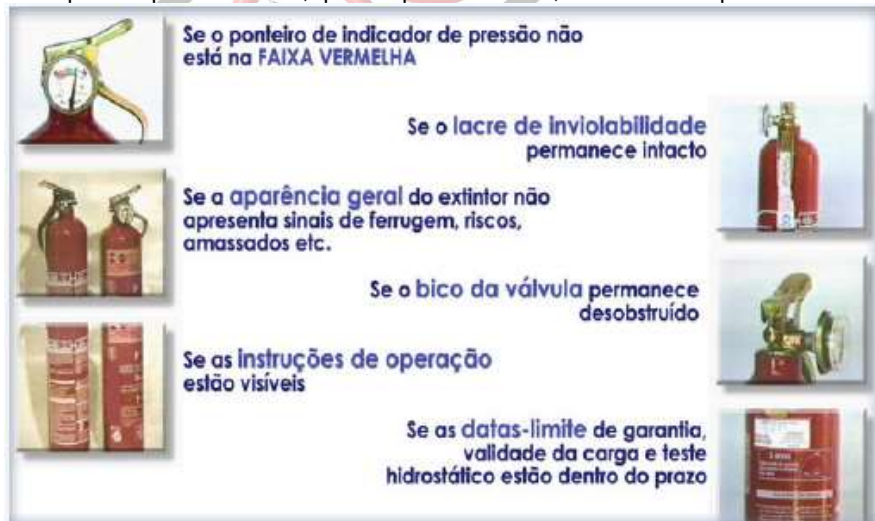 Se o ponteiro de indicador de pressão não
está na FAIXA VERMELHA
Se o lacre de inviolabilidade
permanece intacto
Se a aparência geral do extintor não
apresenta sinais de ferrugem, riscos,
amassados etc.
Se o bico da válvula permanece
desobstruído
Se as instruções de operação
estão visíveis
Se as datas-limite de garantia,
validade da carga e teste
hidrostático estão dentro do prazo